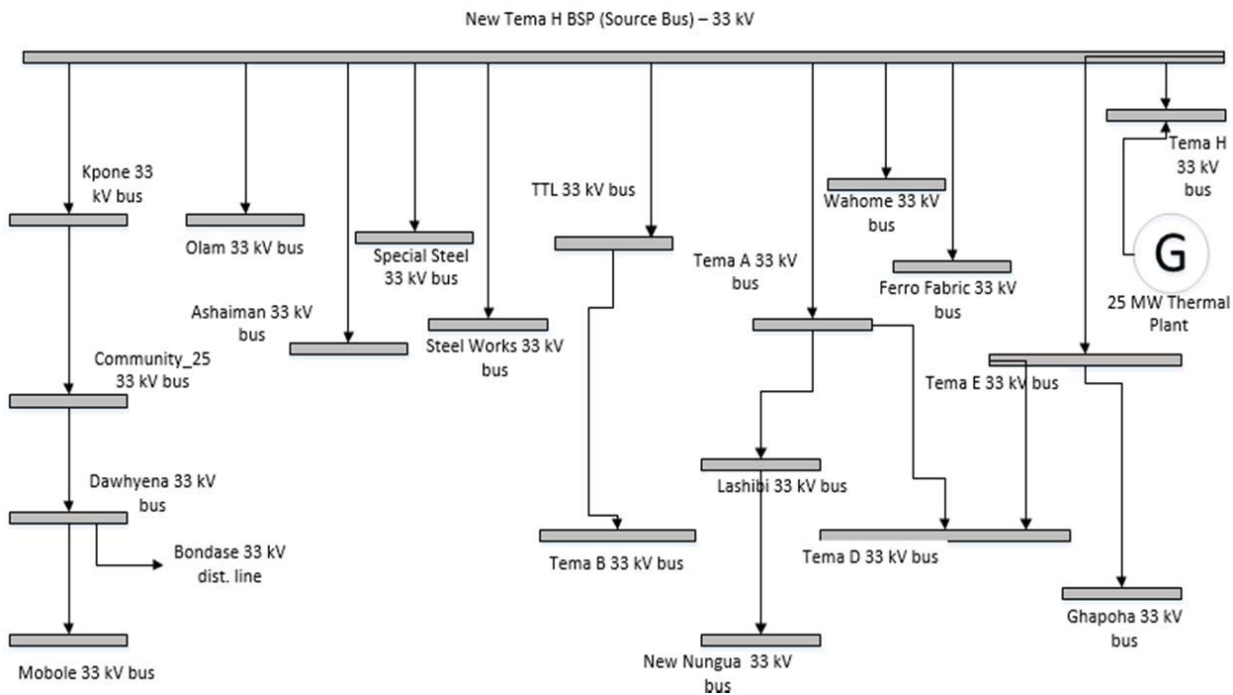 New Tema H BSP (Source Bus) – 33 kV
Kpone 33
kV bus
Olam 33 kV bus
Ashaiman 33 kV
bus
Special Steel
33 kV bus
Steel Works 33 kV
bus
TTL 33 kV bus
Tema A 33 kV
bus
Wahome 33 kV
bus
Ferro Fabric 33 kV
bus
Tema H
33 kV
bus
G
25 MW Thermal
Plant
Community_25
33 kV bus
Tema E 33 kV bus
Dawhyena 33 kV
bus
Bondase 33 kV
dist. line
Lashibi 33 kV bus
Tema B 33 kV bus
Tema D 33 kV bus
Ghapoha 33 kV
bus
Mobole 33 kV bus
New Nungua 33 kV
bus